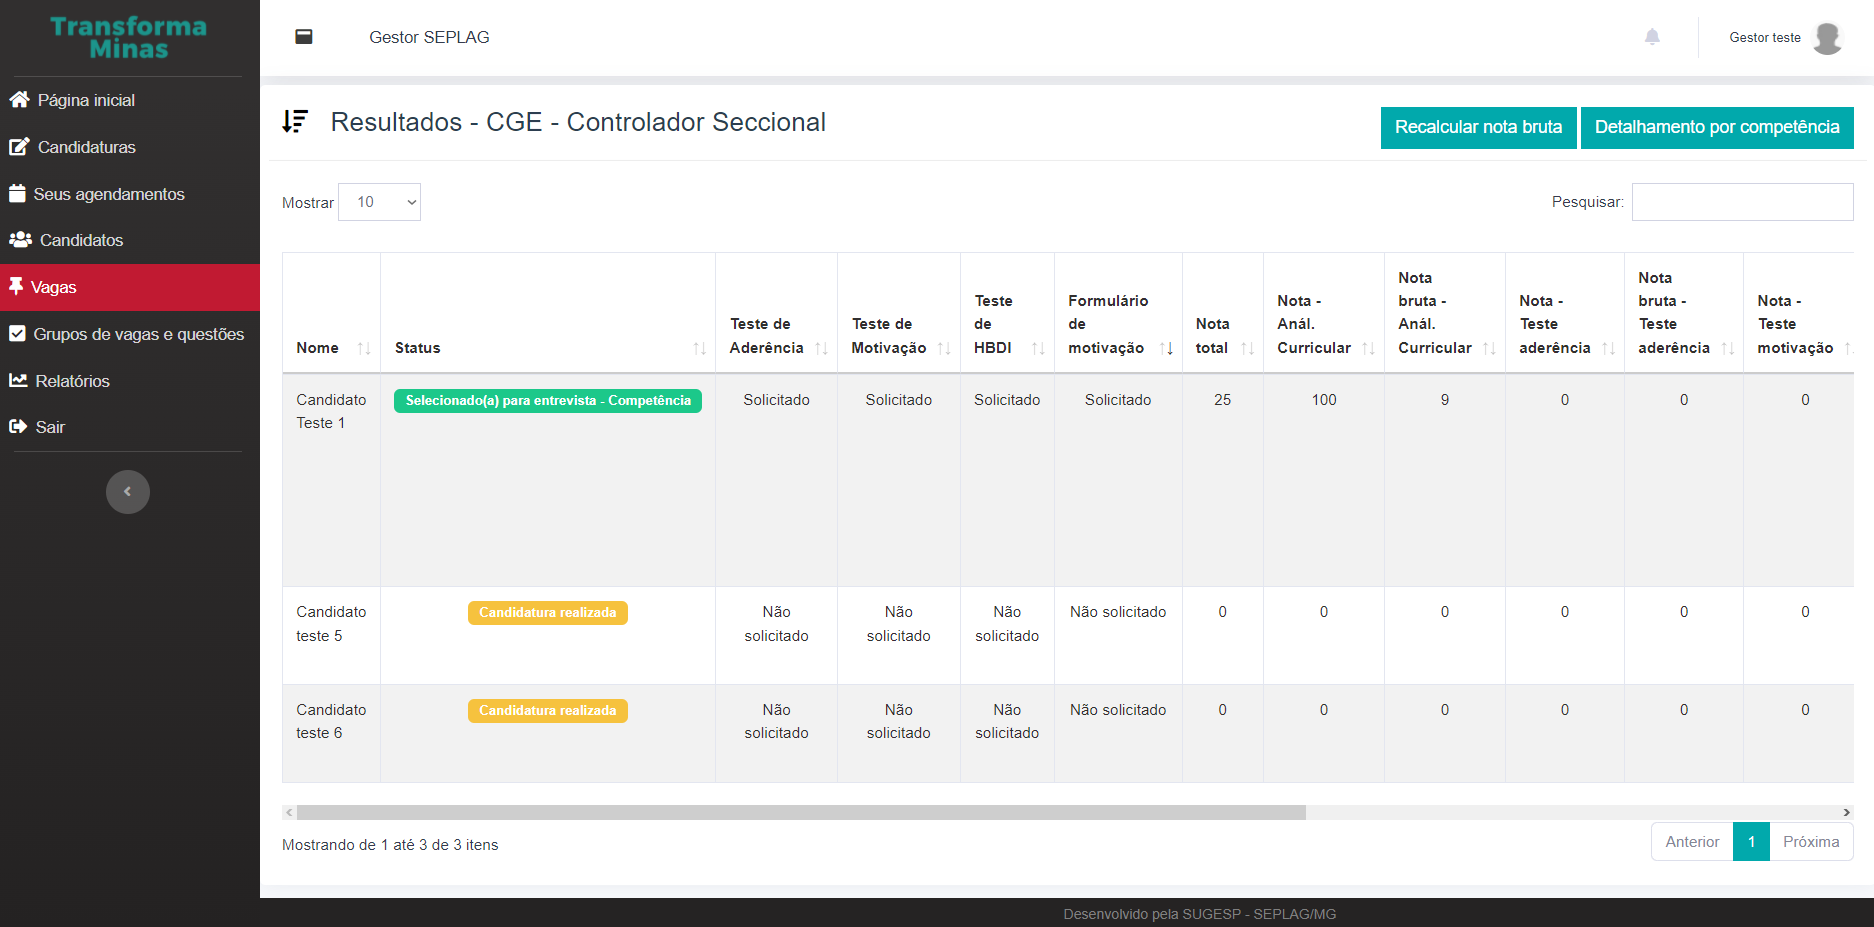 Transforma
Minas
Página inicial
Candidaturas
Seus agendamentos
Candidatos
Vagas
Grupos de vagas e questões
Relatórios
Sair
Gestor SEPLAG
Gestor teste
Resultados - CGE - Controlador Seccional
Recalcular nota bruta
Detalhamento por competência
Mostrar 10
Pesquisar:
Nome
Status
Teste de
Aderência
Teste de
Motivação
Teste
de
HBDI
Formulário
de
motivação
Nota
total
Nota -
Anál.
Curricular
Nota
bruta -
Anál.
Curricular
Nota -
Teste
aderência
Nota
bruta -
Teste
aderência
Nota -
Teste
motivação
Candidato
Teste 1
Selecionado(a) para entrevista - Competência
Solicitado
Solicitado
Solicitado
Solicitado
25
100
9
0
0
0
Candidato
teste 5
Candidatura realizada
Não
solicitado
Não
solicitado
Não
solicitado
Não solicitado
0
0
0
0
0
0
Candidato
teste 6
Candidatura realizada
Não
solicitado
Não
solicitado
Não
solicitado
Não solicitado
0
0
0
0
0
0
Mostrando de 1 até 3 de 3 itens
Anterior
1
Próxima
Desenvolvido pela SUGESP - SEPLAG/MG